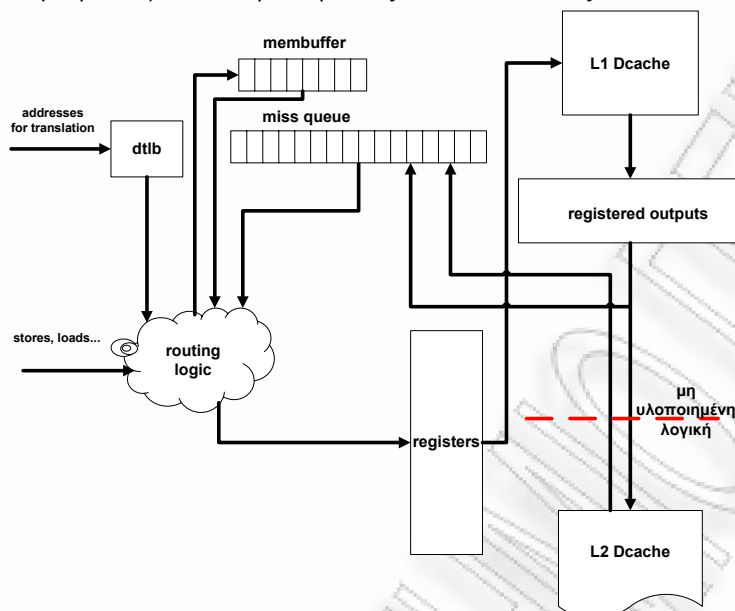 membuffer
L1 Dcache
addresses
for translation
dtlb
miss queue
registered outputs
stores, loads...
routing
logic
registers
μη
υλοποιημένη
λογική
L2 Dcache